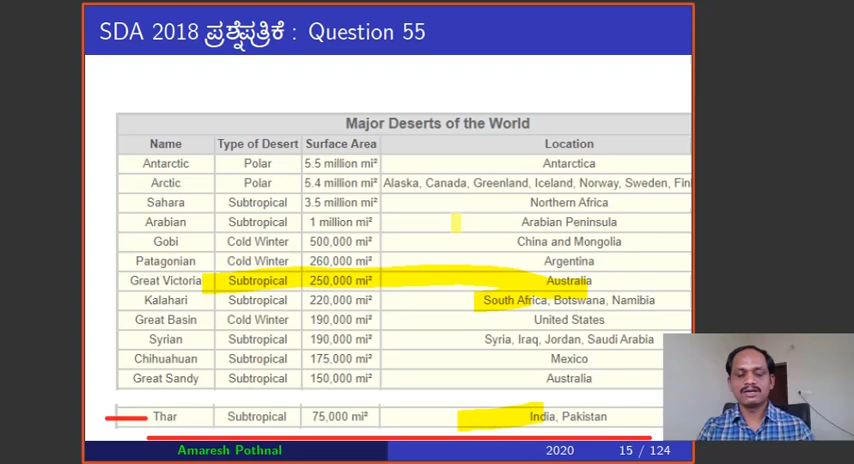 SDA 2018 ಪ್ರಶ್ನೆಪತ್ರಿಕೆ : Question 55
Major Deserts of the World
Name Type of Desert Surface Area Location
Antarctic Polar 5.5 million mi² Antarctica
Arctic Polar 5.4 million mi² Alaska, Canada, Greenland, Iceland, Norway, Sweden, Fin
Sahara Subtropical 3.5 million mi² Northern Africa
Arabian Subtropical 1 million mi² Arabian Peninsula
Gobi Cold Winter 500,000 mi² China and Mongolia
Patagonian Cold Winter 260,000 mi² Argentina
Great Victoria Subtropical 250,000 mi² Australia
Kalahari Subtropical 220,000 mi² South Africa, Botswana, Namibia
Great Basin Cold Winter 190,000 mi² United States
Syrian Subtropical 190,000 mi² Syria, Iraq, Jordan, Saudi Arabia
Chihuahuan Subtropical 175,000 mi² Mexico
Great Sandy Subtropical 150,000 mi² Australia
Thar Subtropical 75,000 mi² India, Pakistan
Amaresh Pothnal 2020 15 / 124